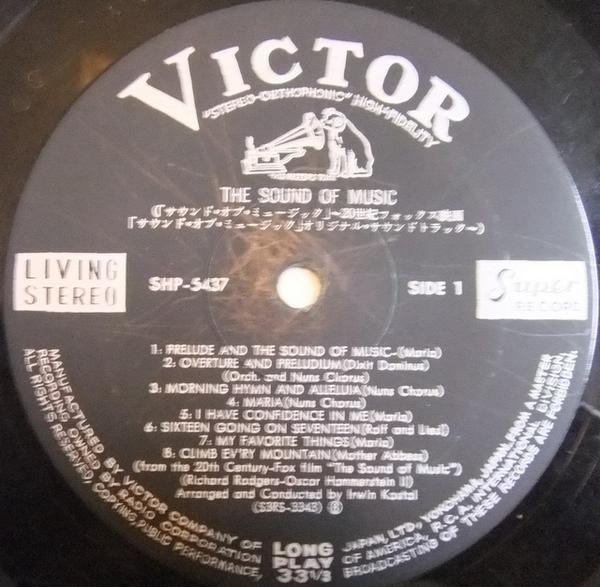 VICTOR
"STEREO-ORTHOPHONIC" HIGH-FIDELITY
THE SOUND OF MUSIC
(「サウンド・オブ・ミュージック」~20世紀フォックス映画
「サウンド・オブ・ミュージック」オリジナル・サウンドトラック~)
LIVING STEREO
SHP-5437
SIDE 1
Super
RECORD
1: PRELUDE AND THE SOUND OF MUSIC-(Maria)
2: OVERTURE AND PRELUDIUM(Dixit Dominus)
(Orch. and Nuns Chorus)
3: MORNING HYMN AND ALLELUIA(Nuns Chorus)
4: MARIA(Nuns Chorus)
5: I HAVE CONFIDENCE IN ME(Maria)
6: SIXTEEN GOING ON SEVENTEEN(Rolf and Liesl)
7: MY FAVORITE THINGS(Maria)
8: CLIMB EV'RY MOUNTAIN(Mother Abbess)
(from the 20th Century-Fox film "The Sound of Music")
(Richard Rodgers-Oscar Hammerstein II)
Arranged and Conducted by Irwin Kostal
(S3RS-3343) Ⓡ
MANUFACTURED BY VICTOR COMPANY OF JAPAN, LTD., YOKOHAMA, JAPAN, FROM A MASTER
RECORDING OWNED BY RADIO CORPORATION OF AMERICA, R.C.A. INTERNATIONAL DIVISION.
ALL RIGHTS RESERVED, COPYING, PUBLIC PERFORMANCE, BROADCASTING OF THESE RECORDS ARE FORBIDDEN.
LONG
PLAY
33 1/3